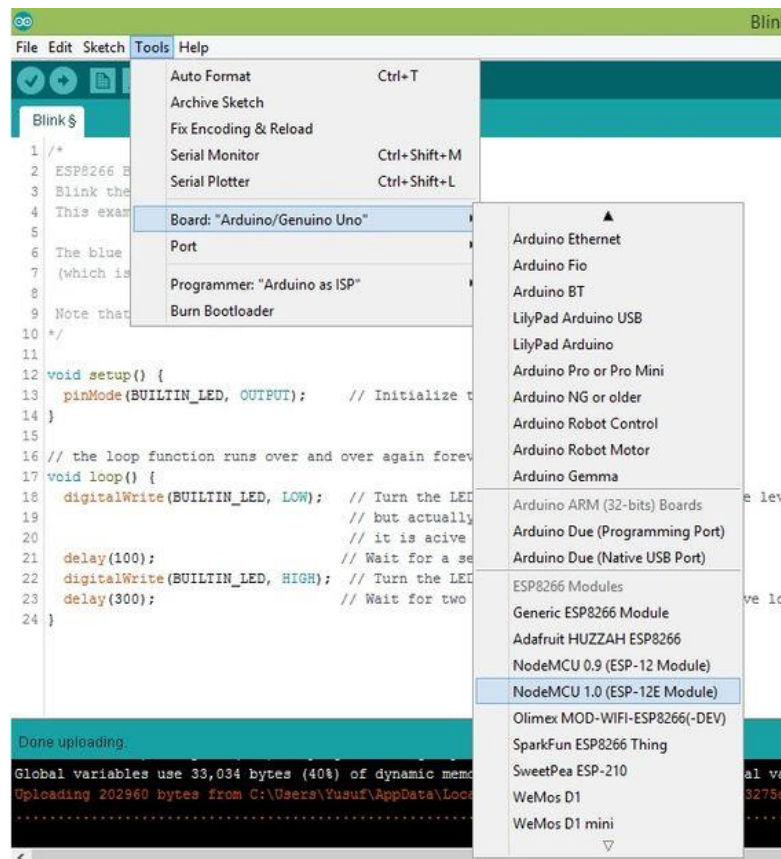 Blin
File Edit Sketch Tools Help
Auto Format Ctrl+T
Archive Sketch
Fix Encoding & Reload
Serial Monitor Ctrl+Shift+M
Serial Plotter Ctrl+Shift+L
Board: "Arduino/Genuino Uno"
Port
Programmer: "Arduino as ISP"
Burn Bootloader
Arduino Ethernet
Arduino Fio
Arduino BT
LilyPad Arduino USB
LilyPad Arduino
Arduino Pro or Pro Mini
Arduino NG or older
Arduino Robot Control
Arduino Robot Motor
Arduino Gemma
Arduino ARM (32-bits) Boards
Arduino Due (Programming Port)
Arduino Due (Native USB Port)
ESP8266 Modules
Generic ESP8266 Module
Adafruit HUZZAH ESP8266
NodeMCU 0.9 (ESP-12 Module)
NodeMCU 1.0 (ESP-12E Module)
Olimex MOD-WIFI-ESP8266(-DEV)
SparkFun ESP8266 Thing
SweetPea ESP-210
WeMos D1
WeMos D1 mini
Blink §
1 /*
2 ESP8266 B
3 Blink the
4 This exam
5
6 The blue
7 (which is
8
9 Note that
10 */
11
12 void setup() {
13 pinMode(BUILTIN_LED, OUTPUT); // Initialize t
14 }
15
16 // the loop function runs over and over again forev
17 void loop() {
18 digitalWrite(BUILTIN_LED, LOW); // Turn the LED e lev
19 // but actually
20 // it is acive
21 delay(100); // Wait for a se
22 digitalWrite(BUILTIN_LED, HIGH); // Turn the LED
23 delay(300); // Wait for two ve lo
24 }
Done uploading.
Global variables use 33,034 bytes (40%) of dynamic memo al va
Uploading 202960 bytes from C:\Users\Yusuf\AppData\Loca 3275